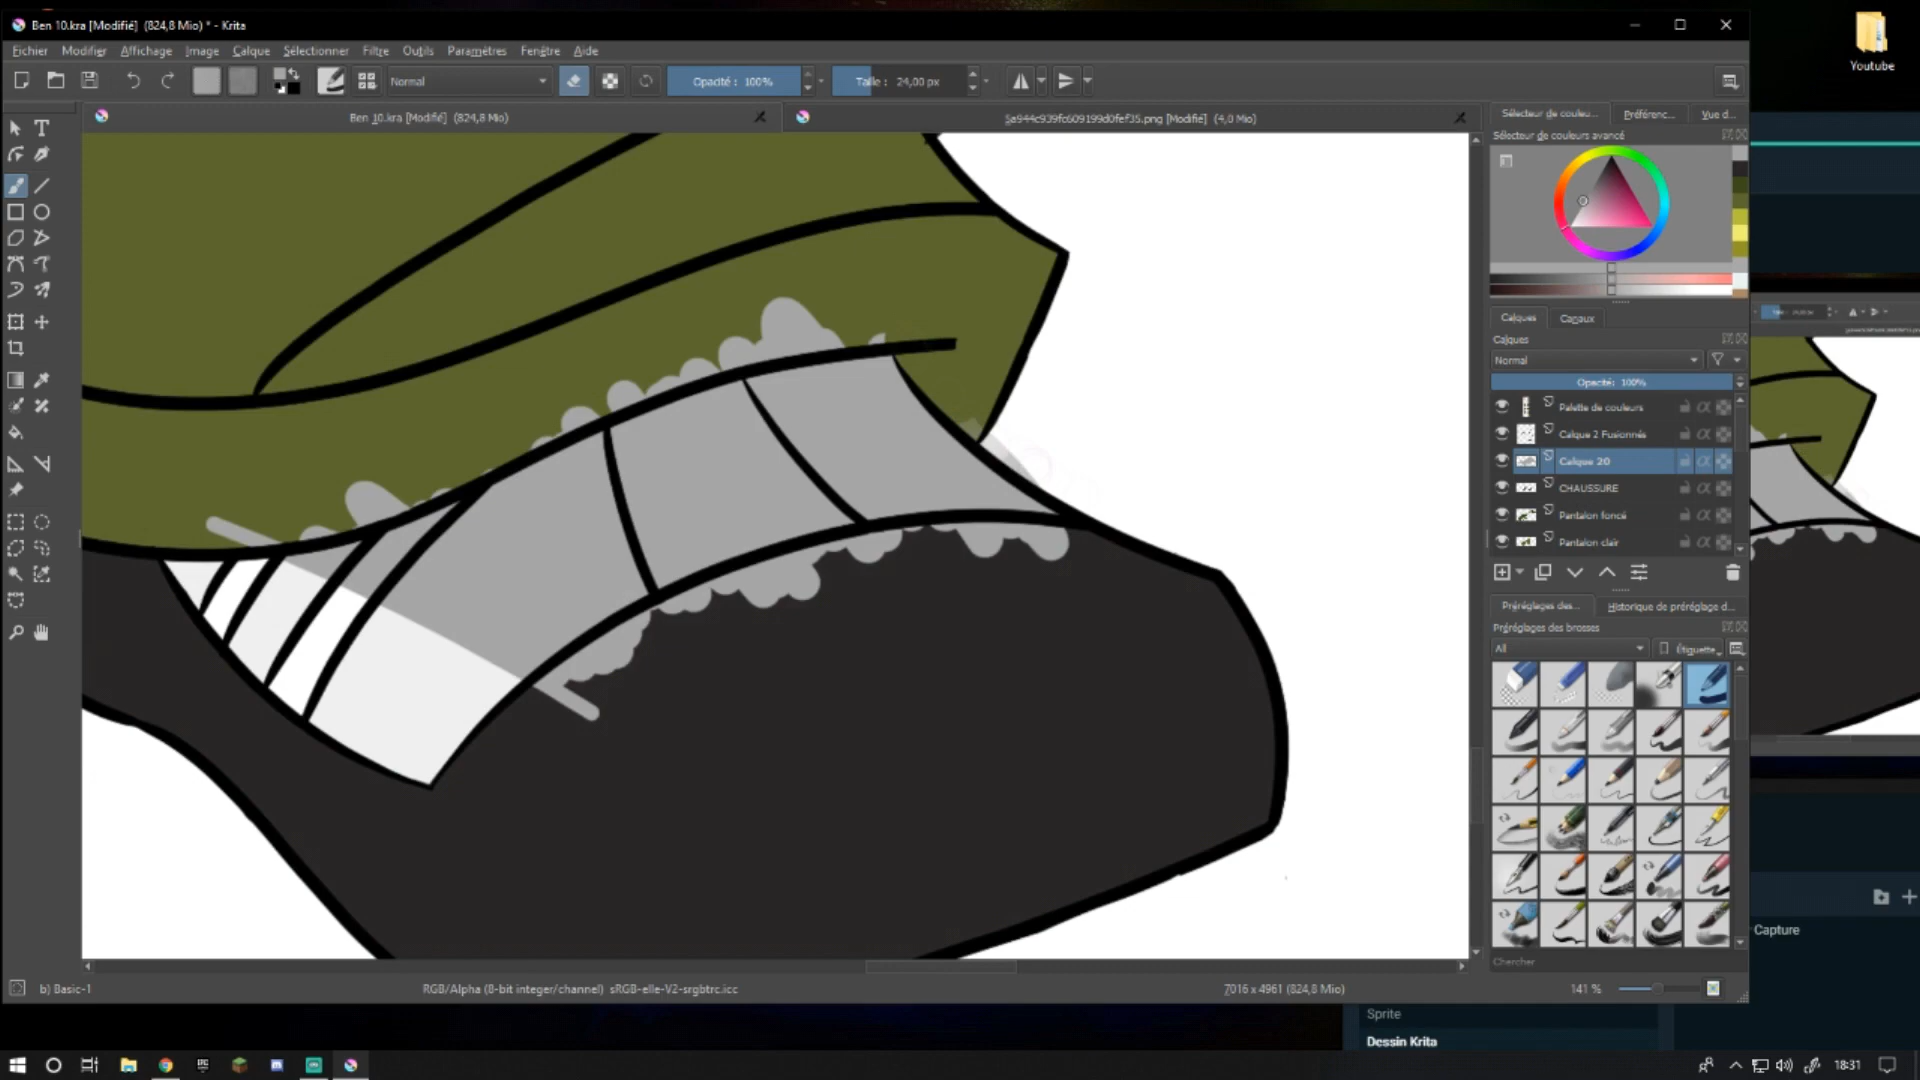 Ben 10.kra [Modifié] (824,8 Mio) * - Krita
Youtube
Fichier Modifier Affichage Image Calque Sélectionner Filtre Outils Paramètres Fenêtre Aide
Normal
Opacité : 100%
Taille : 24,00 px
Ben 10.kra [Modifié] (824,8 Mio)
5a944c939fc609199d0fef35.png [Modifié] (4,0 Mio)
Sélecteur de couleu... Préférenc... Vue d...
Sélecteur de couleurs avancé
Calques Canaux
Calques
Normal
Opacité: 100%
Palette de couleurs
Calque 2 Fusionnés
Calque 20
CHAUSSURE
Pantalon foncé
Pantalon clair
Préréglages des... Historique de préréglage d...
Préréglages des brosses
All
Étiquette
Capture
Chercher
b) Basic-1
RGB/Alpha (8-bit integer/channel) sRGB-elle-V2-srgbtrc.icc
7016 x 4961 (824,8 Mio)
141 %
Sprite
Dessin Krita
18:31